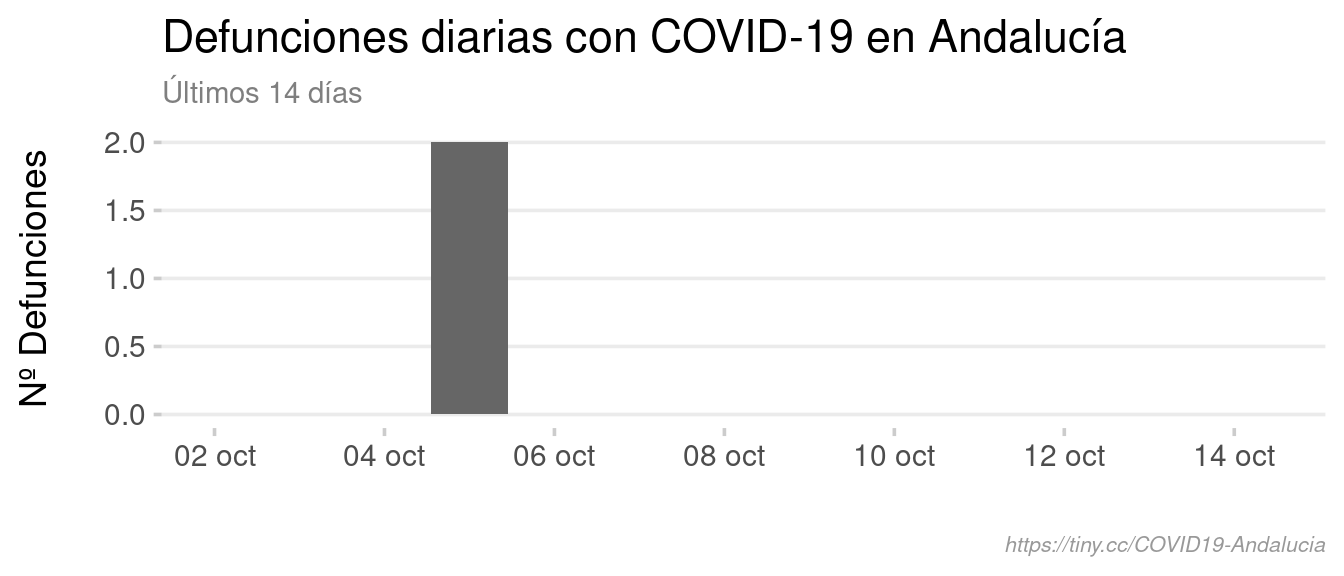 Defunciones diarias con COVID-19 en Andalucía
Últimos 14 días
Nº Defunciones
2.0
1.5
1.0
0.5
0.0
02 oct 04 oct 06 oct 08 oct 10 oct 12 oct 14 oct
https://tiny.cc/COVID19-Andalucia